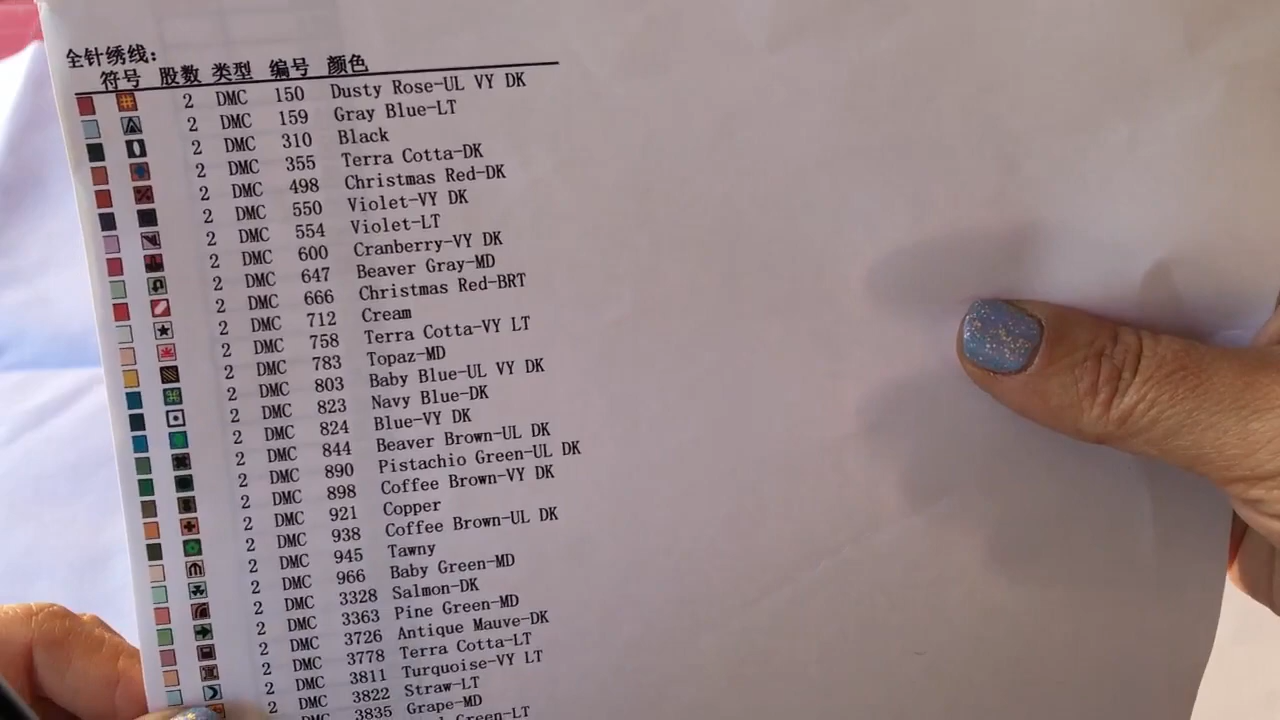 全针绣线:
符号 股数 类型 编号 颜色
2 DMC 150 Dusty Rose-UL VY DK
2 DMC 159 Gray Blue-LT
2 DMC 310 Black
2 DMC 355 Terra Cotta-DK
2 DMC 498 Christmas Red-DK
2 DMC 550 Violet-VY DK
2 DMC 554 Violet-LT
2 DMC 600 Cranberry-VY DK
2 DMC 647 Beaver Gray-MD
2 DMC 666 Christmas Red-BRT
2 DMC 712 Cream
2 DMC 758 Terra Cotta-VY LT
2 DMC 783 Topaz-MD
2 DMC 803 Baby Blue-UL VY DK
2 DMC 823 Navy Blue-DK
2 DMC 824 Blue-VY DK
2 DMC 844 Beaver Brown-UL DK
2 DMC 890 Pistachio Green-UL DK
2 DMC 898 Coffee Brown-VY DK
2 DMC 921 Copper
2 DMC 938 Coffee Brown-UL DK
2 DMC 945 Tawny
2 DMC 966 Baby Green-MD
2 DMC 3328 Salmon-DK
2 DMC 3363 Pine Green-MD
2 DMC 3726 Antique Mauve-DK
2 DMC 3778 Terra Cotta-LT
2 DMC 3811 Turquoise-VY LT
2 DMC 3822 Straw-LT
DMC 3835 Grape-MD
Green-LT